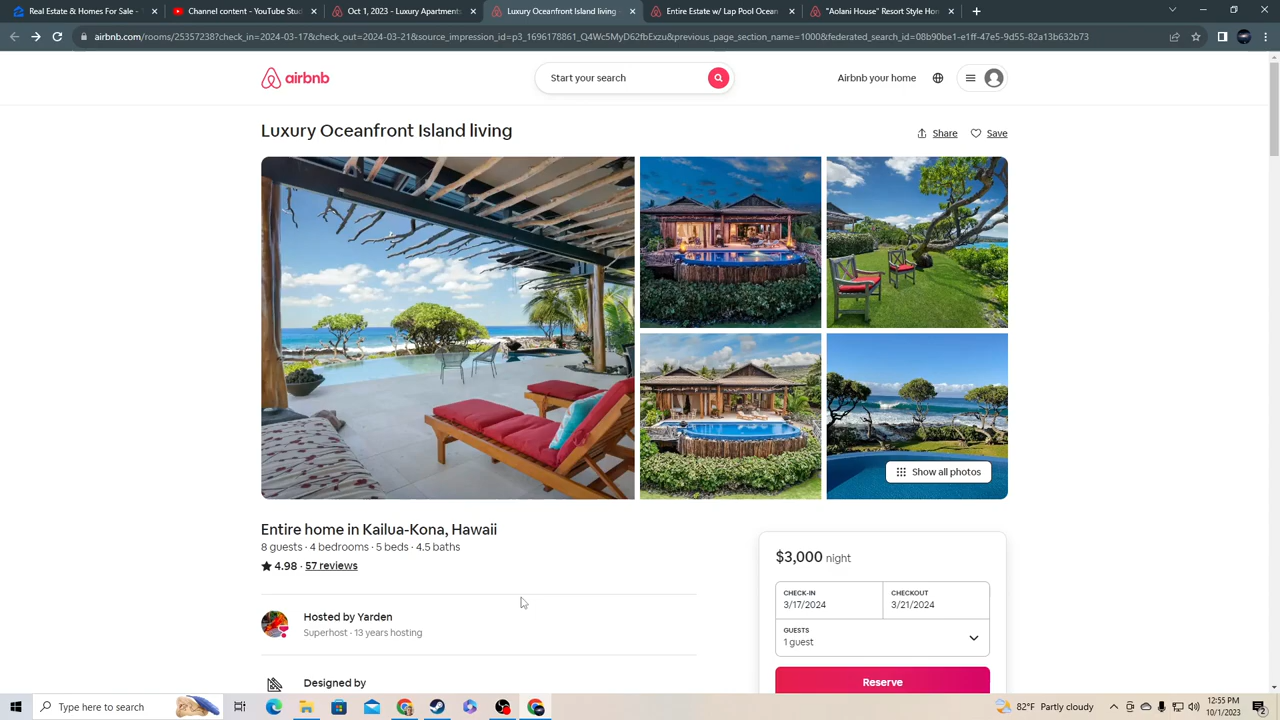 Real Estate & Homes For Sale -
Channel content - YouTube Stud
Oct 1, 2023 - Luxury Apartments
Luxury Oceanfront Island living -
Entire Estate w/ Lap Pool Ocean
"Aolani House" Resort Style Hom
airbnb.com/rooms/25357238?check_in=2024-03-17&check_out=2024-03-21&source_impression_id=p3_1696178861_Q4Wc5MyD62fbExzu&previous_page_section_name=1000&federated_search_id=08b90be1-e1ff-47e5-9d55-82a13b632b73
airbnb
Start your search
Airbnb your home
Luxury Oceanfront Island living
Share
Save
Show all photos
Entire home in Kailua-Kona, Hawaii
8 guests · 4 bedrooms · 5 beds · 4.5 baths
4.98 · 57 reviews
Hosted by Yarden
Superhost · 13 years hosting
Designed by
$3,000 night
CHECK-IN
3/17/2024
CHECKOUT
3/21/2024
GUESTS
1 guest
Reserve
Type here to search
82°F Partly cloudy
12:55 PM
10/1/2023